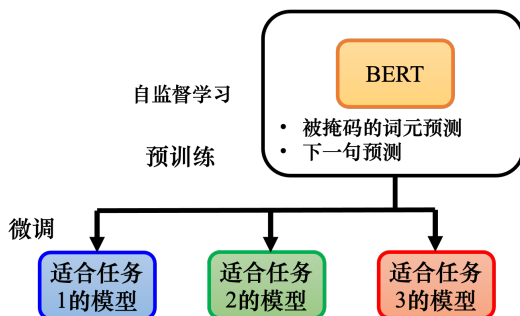 BERT
自监督学习
• 被掩码的词元预测
• 下一句预测
预训练
微调
适合任务
1的模型
适合任务
2的模型
适合任务
3的模型